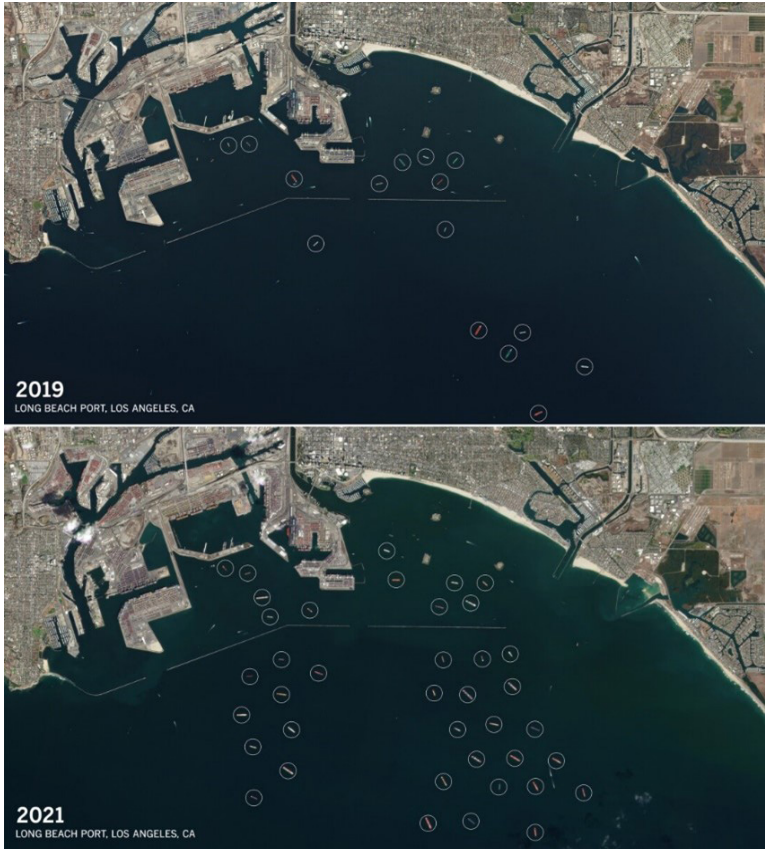 2019
LONG BEACH PORT, LOS ANGELES, CA
2021
LONG BEACH PORT, LOS ANGELES, CA